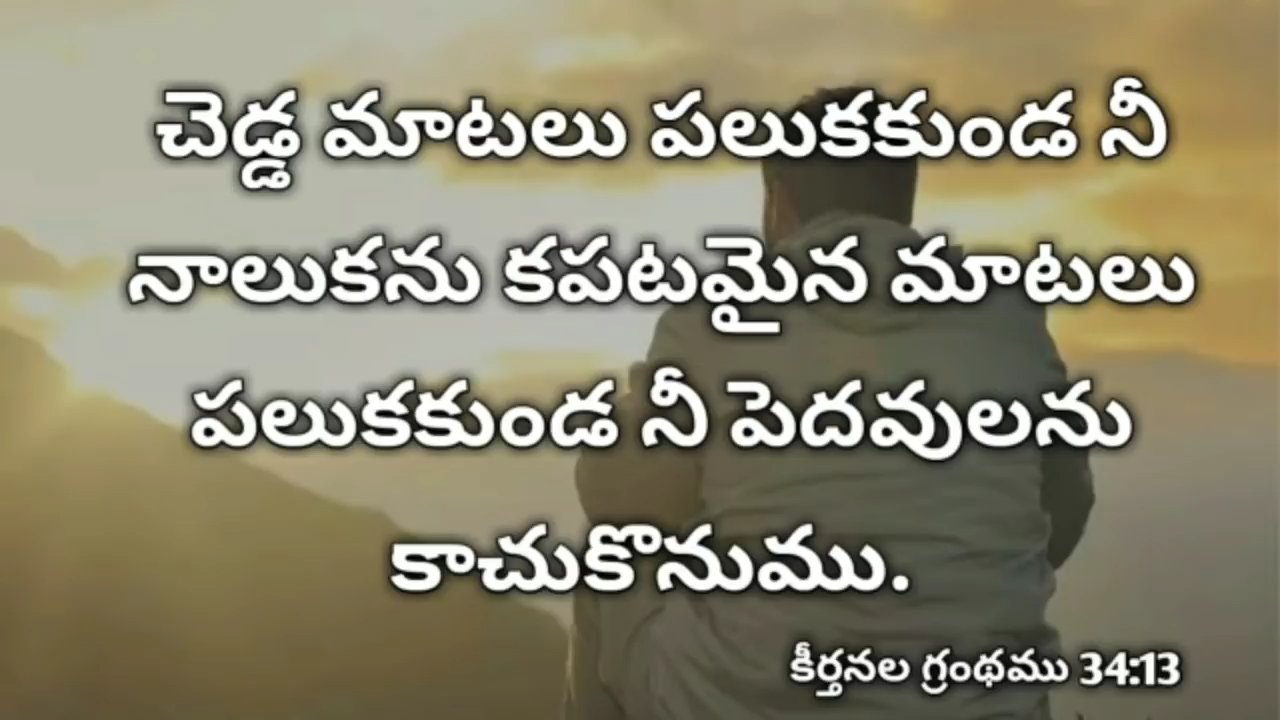 చెడ్డ మాటలు పలుకకుండ నీ
నాలుకను కపటమైన మాటలు
పలుకకుండ నీ పెదవులను
కాచుకొనుము.
కీర్తనల గ్రంథము 34:13